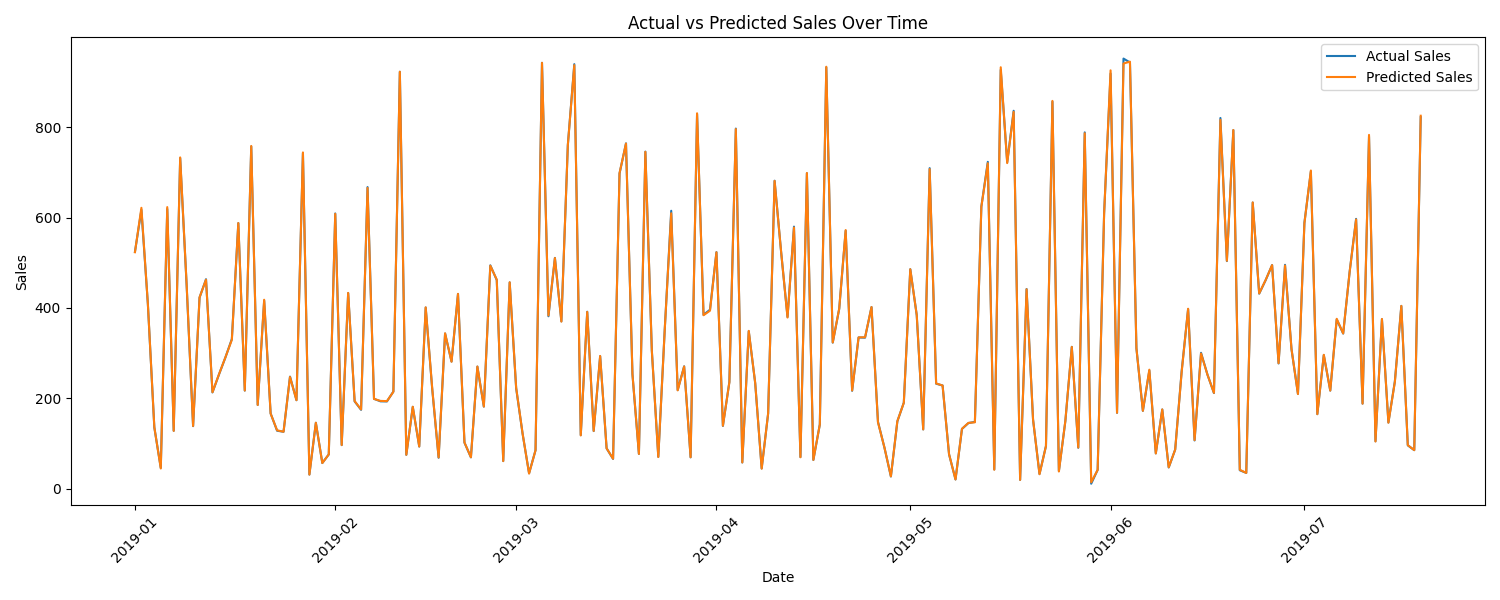 Actual vs Predicted Sales Over Time
Actual Sales
Predicted Sales
Sales
800
600
400
200
0
2019-01
2019-02
2019-03
2019-04
2019-05
2019-06
2019-07
Date